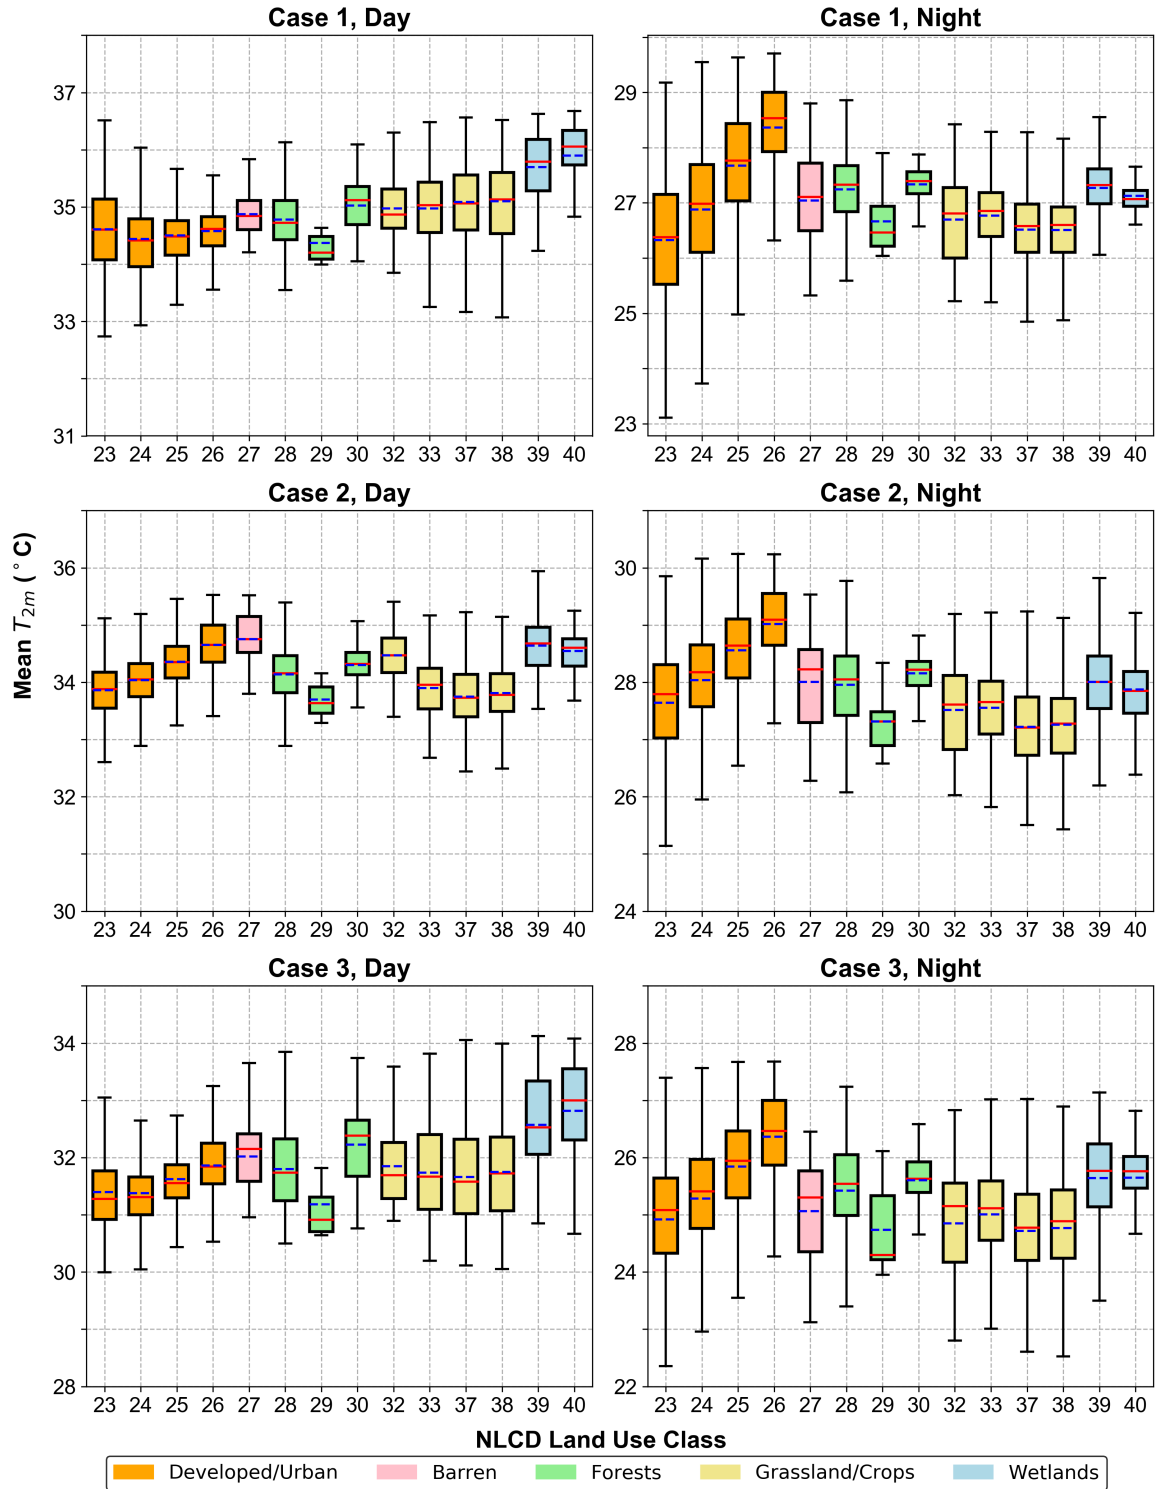 Case 1, Day
Case 1, Night
37
35
33
31
29
27
25
23
23 24 25 26 27 28 29 30 32 33 37 38 39 40
23 24 25 26 27 28 29 30 32 33 37 38 39 40
Case 2, Day
Case 2, Night
Mean T2m (°C)
36
34
32
30
30
28
26
24
23 24 25 26 27 28 29 30 32 33 37 38 39 40
23 24 25 26 27 28 29 30 32 33 37 38 39 40
Case 3, Day
Case 3, Night
34
32
30
28
28
26
24
22
23 24 25 26 27 28 29 30 32 33 37 38 39 40
23 24 25 26 27 28 29 30 32 33 37 38 39 40
NLCD Land Use Class
Developed/Urban Barren Forests Grassland/Crops Wetlands